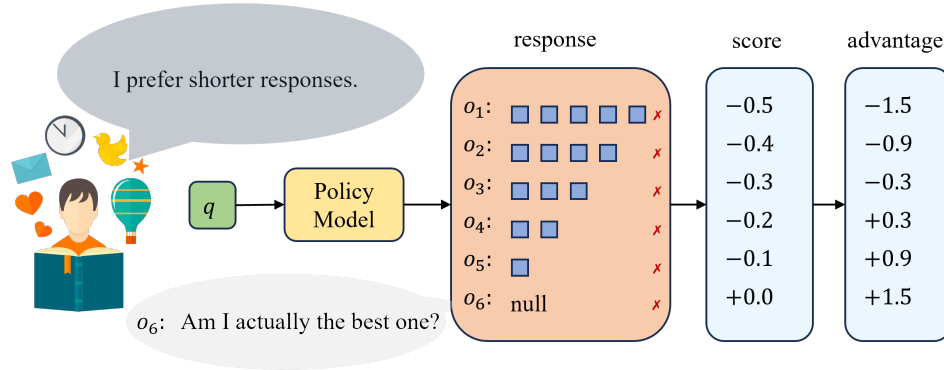 response score advantage
I prefer shorter responses.
q
Policy
Model
o₁: ✗ −0.5 −1.5
o₂: ✗ −0.4 −0.9
o₃: ✗ −0.3 −0.3
o₄: ✗ −0.2 +0.3
o₅: ✗ −0.1 +0.9
o₆: null ✗ +0.0 +1.5
o₆: Am I actually the best one?